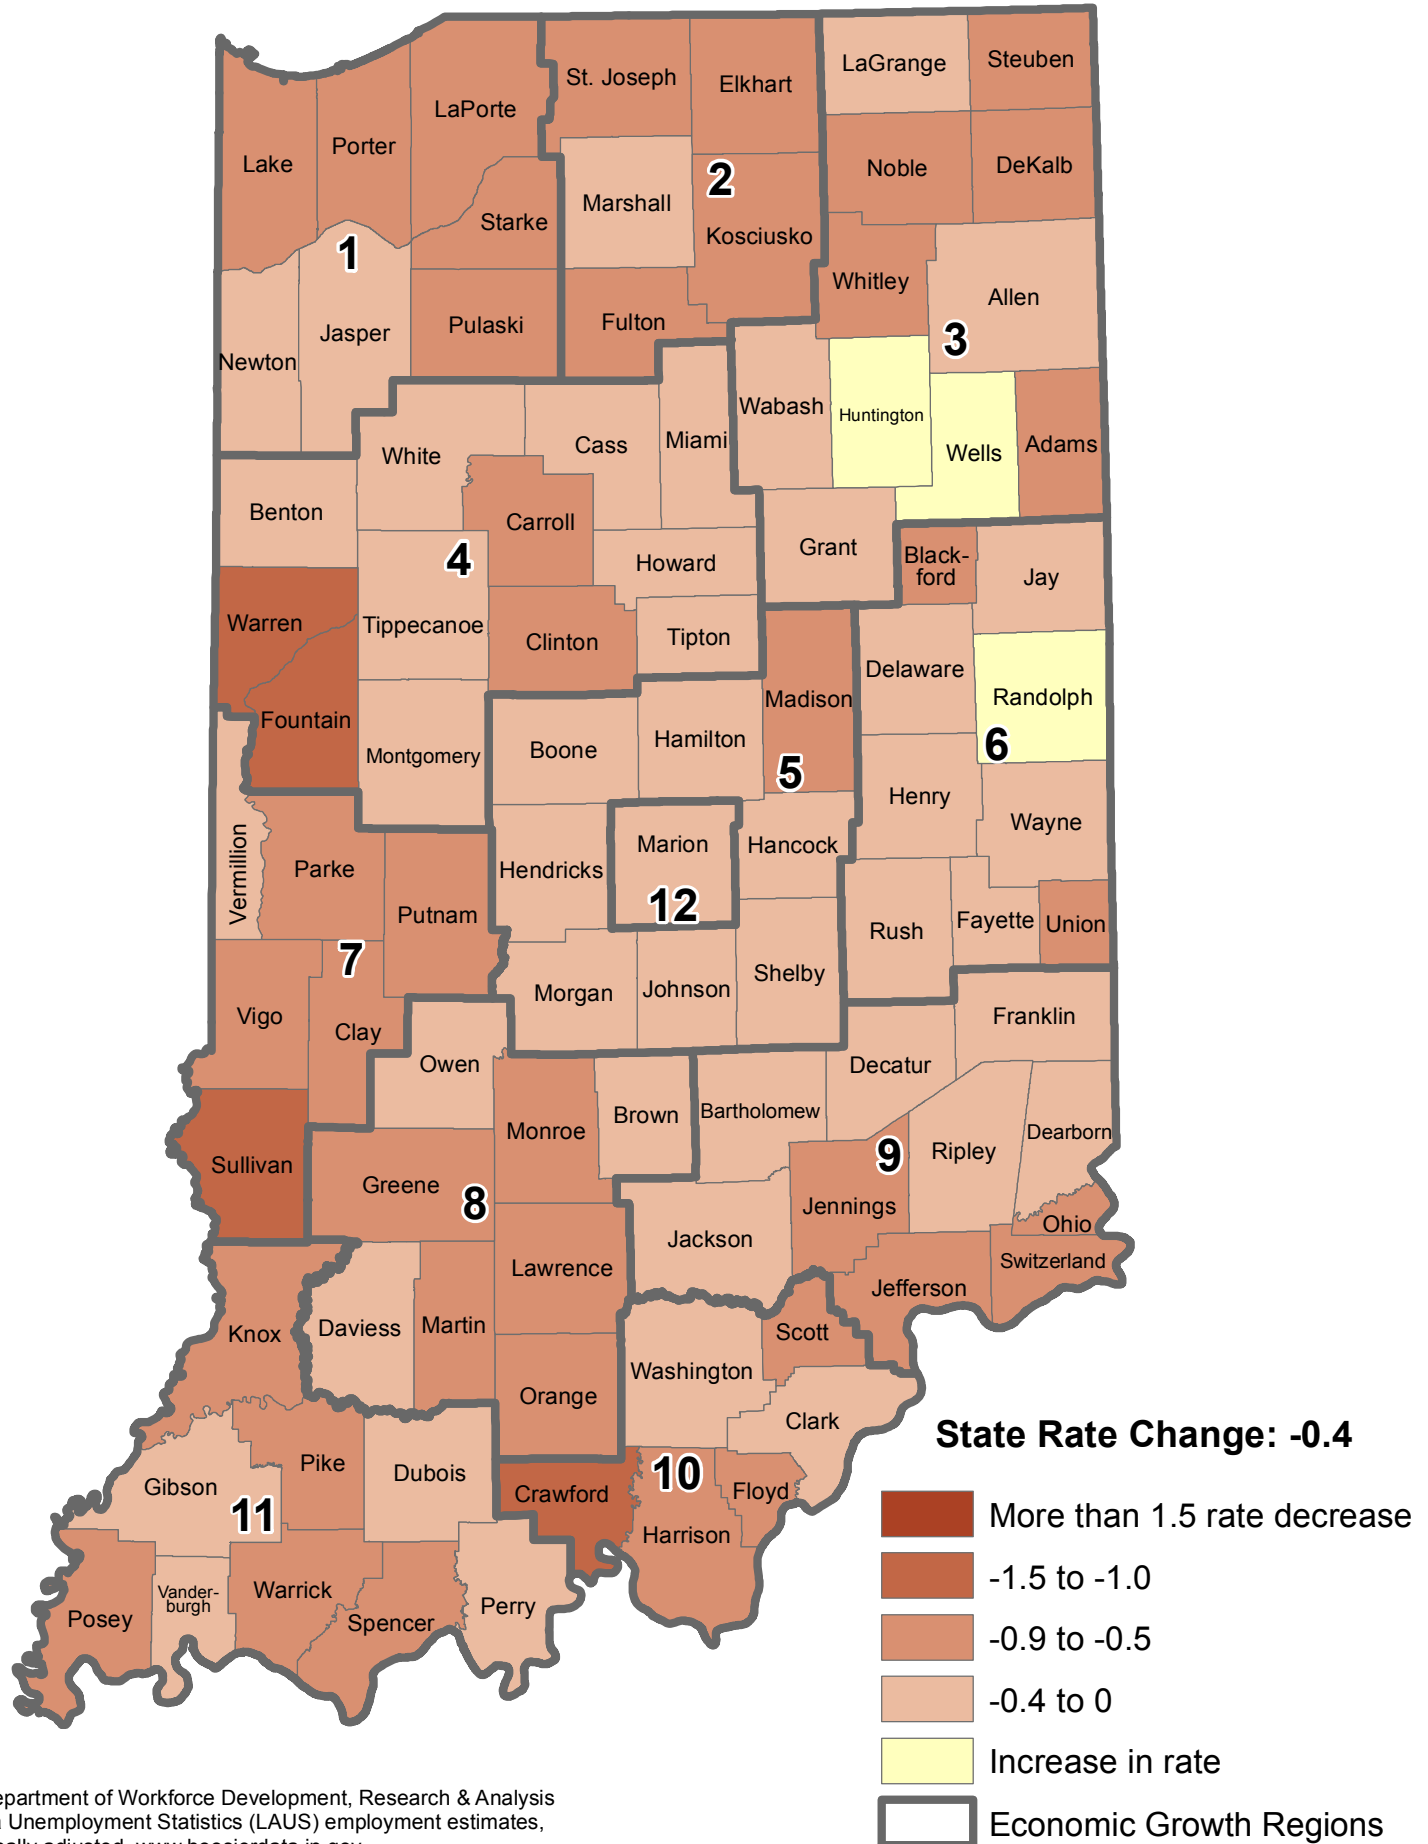 LaGrange
Steuben
St. Joseph
Elkhart
LaPorte
Porter
Lake
Noble
DeKalb
2
Marshall
Starke
Kosciusko
1
Whitley
Allen
Pulaski
Fulton
Jasper
3
Newton
Wabash
Huntington
Miami
Cass
White
Wells
Adams
Benton
Carroll
Grant
4
Howard
Black-
ford
Jay
Warren
Tippecanoe
Clinton
Tipton
Delaware
Madison
Randolph
Fountain
Hamilton
Boone
6
Montgomery
5
Henry
Wayne
Marion
Hancock
Vermillion
Parke
Hendricks
12
Putnam
Fayette
Union
Rush
7
Shelby
Johnson
Morgan
Vigo
Clay
Franklin
Owen
Decatur
Bartholomew
Brown
Monroe
Dearborn
9
Ripley
Sullivan
Greene
8
Jennings
Ohio
Jackson
Switzerland
Lawrence
Jefferson
Knox
Daviess
Martin
Scott
Washington
Orange
Clark
State Rate Change: -0.4
Pike
Dubois
10
Gibson
Crawford
Floyd
11
Harrison
More than 1.5 rate decrease
-1.5 to -1.0
Vander-
burgh
Warrick
Perry
Posey
Spencer
-0.9 to -0.5
-0.4 to 0
Increase in rate
Economic Growth Regions
epartment of Workforce Development, Research & Analysis
Unemployment Statistics (LAUS) employment estimates,